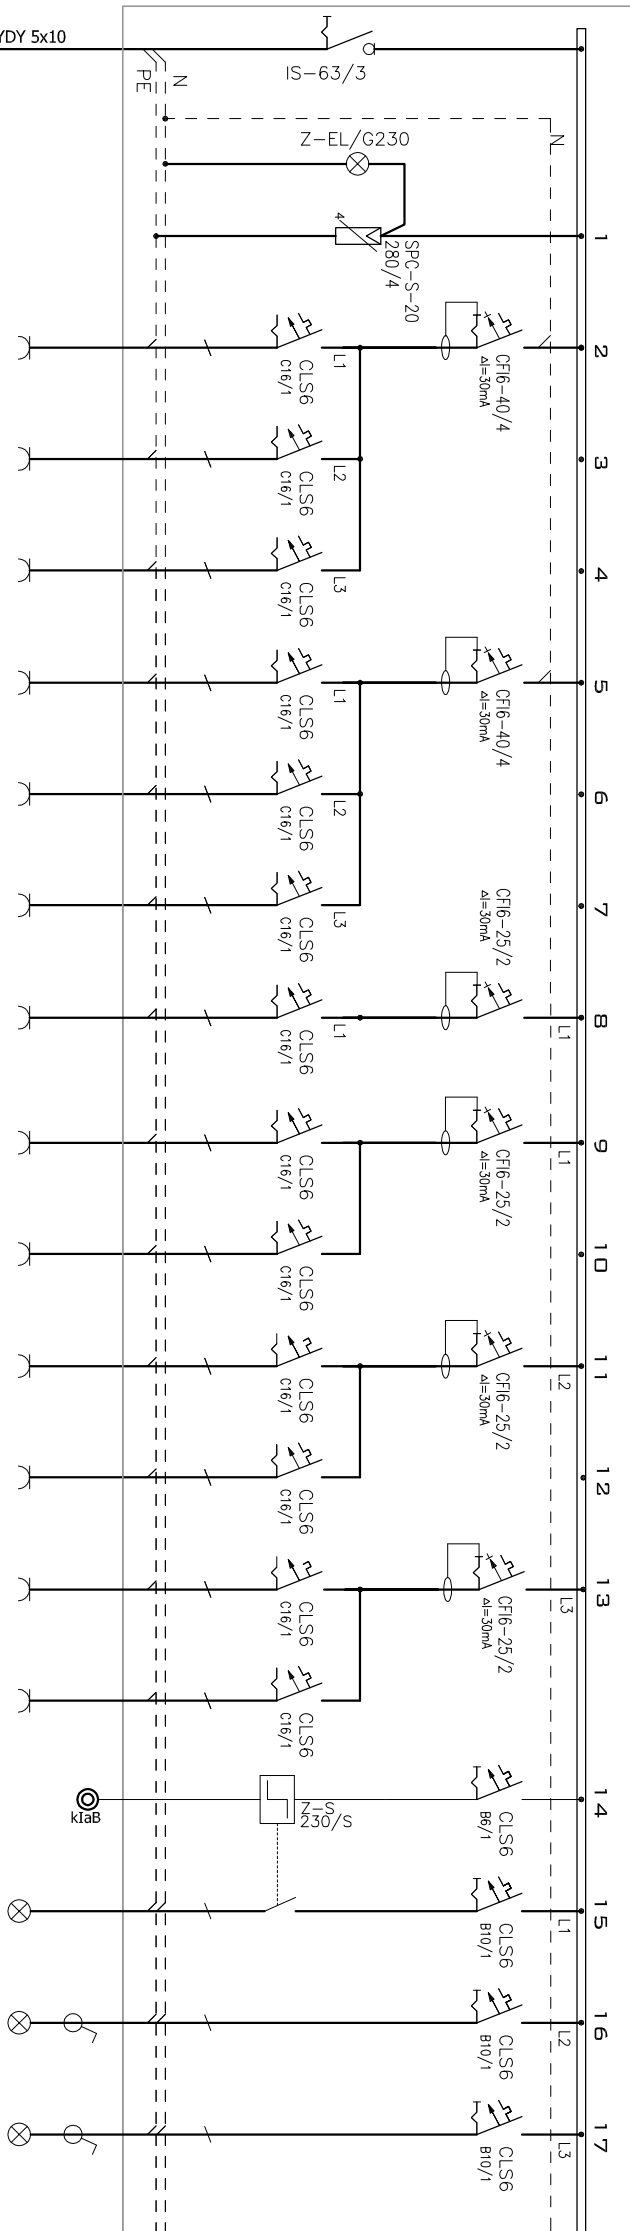 YDY 5x10
IS-63/3
N
PE
Z-EL/G230
N
SPC-S-20
280/4
4
1
2
CFI6-40/4
ΔI=30mA
L1
CLS6
C16/1
3
L2
CLS6
C16/1
4
L3
CLS6
C16/1
5
CFI6-40/4
ΔI=30mA
L1
CLS6
C16/1
6
L2
CLS6
C16/1
7
L3
CLS6
C16/1
8
L1
CFI6-25/2
ΔI=30mA
L1
CLS6
C16/1
9
L1
CFI6-25/2
ΔI=30mA
CLS6
C16/1
10
CLS6
C16/1
11
L2
CFI6-25/2
ΔI=30mA
CLS6
C16/1
12
CLS6
C16/1
13
L3
CFI6-25/2
ΔI=30mA
CLS6
C16/1
CLS6
C16/1
14
CLS6
B6/1
Z-S
230/S
kIaB
15
L1
CLS6
B10/1
16
L2
CLS6
B10/1
17
L3
CLS6
B10/1